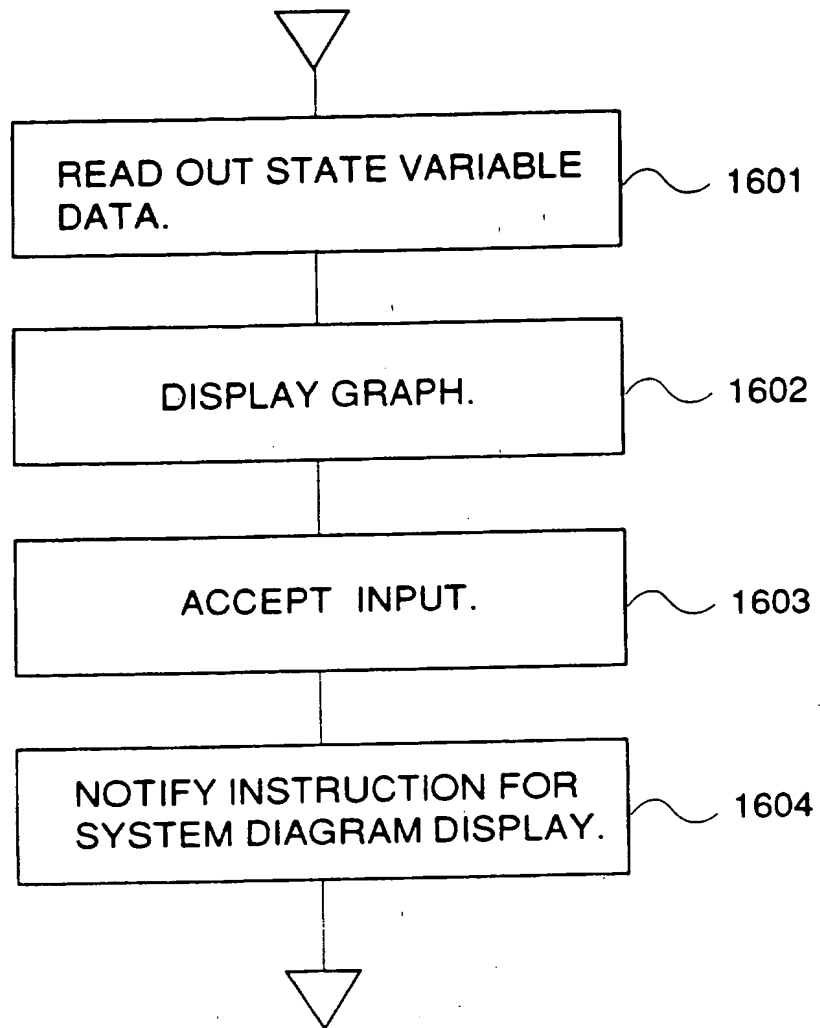 READ OUT STATE VARIABLE
DATA.
1601
DISPLAY GRAPH.
1602
ACCEPT INPUT.
1603
NOTIFY INSTRUCTION FOR
SYSTEM DIAGRAM DISPLAY.
1604